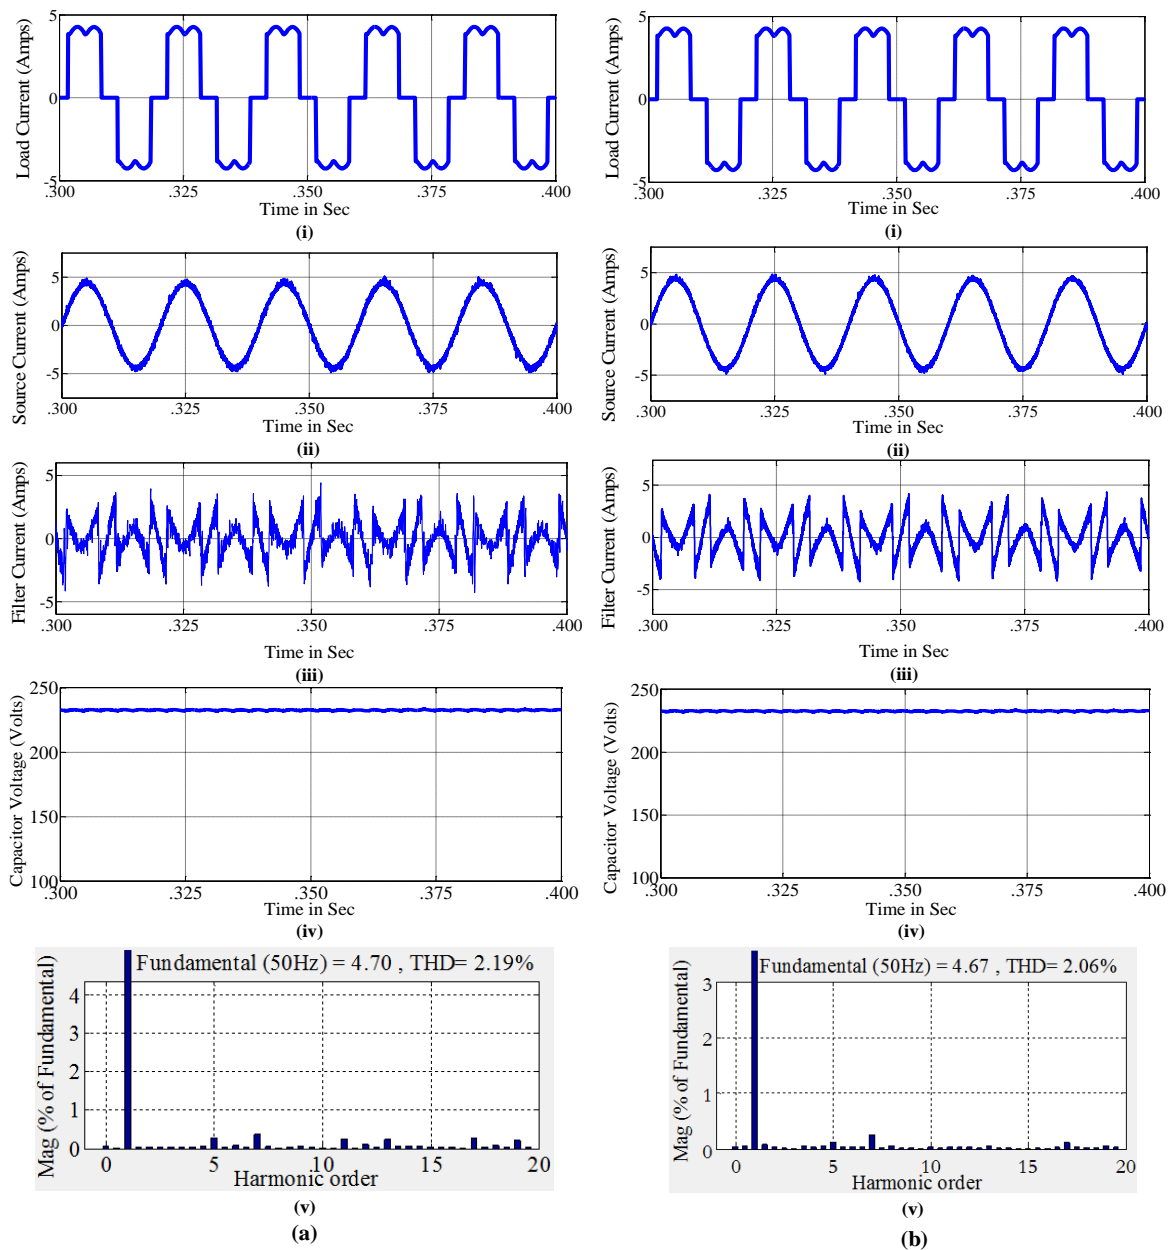 Load Current (Amps)
5
0
-5
.300
.325
.350
.375
.400
Time in Sec
(i)
Source Current (Amps)
5
0
-5
.300
.325
.350
.375
.400
Time in Sec
(ii)
Filter Current (Amps)
5
0
-5
.300
.325
.350
.375
.400
Time in Sec
(iii)
Capacitor Voltage (Volts)
250
200
150
100
.300
.325
.350
.375
.400
Time in Sec
(iv)
Fundamental (50Hz) = 4.70 , THD= 2.19%
Mag (% of Fundamental)
4
3
2
1
0
0
5
.10
15
20
Harmonic order
(v)
(a)
Load Current (Amps)
5
0
-5
.300
.325
.350
.375
.400
Time in Sec
(i)
Source Current (Amps)
5
0
-5
.300
.325
.350
.375
.400
Time in Sec
(ii)
Filter Current (Amps)
5
0
-5
.300
.325
.350
.375
.400
Time in Sec
(iii)
Capacitor Voltage (Volts)
250
200
150
100
.300
.325
.350
.375
.400
Time in Sec
(iv)
Fundamental (50Hz) = 4.67 , THD= 2.06%
Mag (% of Fundamental)
3
2
1
0
0
5
10
15
20
Harmonic order
(v)
(b)